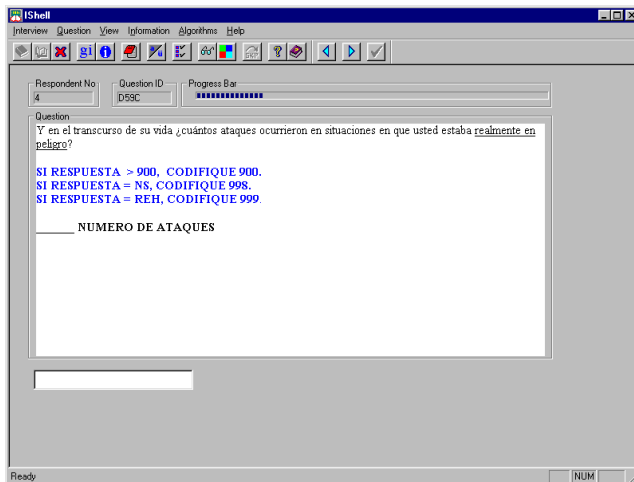 IShell
Interview Question View Information Algorithms Help
gi
Respondent No
4
Question ID
D59C
Progress Bar
Question
Y en el transcurso de su vida ¿cuántos ataques ocurrieron en situaciones en que usted estaba realmente en
peligro?
SI RESPUESTA > 900, CODIFIQUE 900.
SI RESPUESTA = NS, CODIFIQUE 998.
SI RESPUESTA = REH, CODIFIQUE 999.
______ NUMERO DE ATAQUES
Ready
NUM